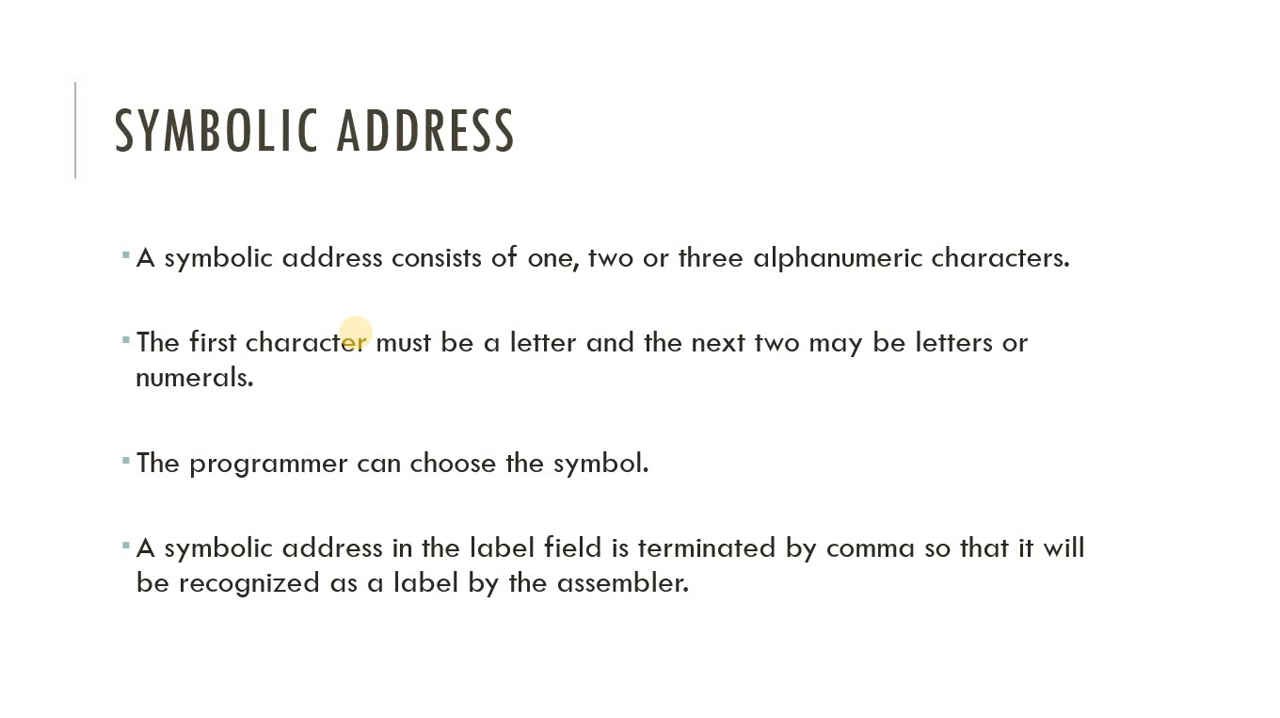 SYMBOLIC ADDRESS
▪ A symbolic address consists of one, two or three alphanumeric characters.
▪ The first character must be a letter and the next two may be letters or
numerals.
▪ The programmer can choose the symbol.
▪ A symbolic address in the label field is terminated by comma so that it will
be recognized as a label by the assembler.